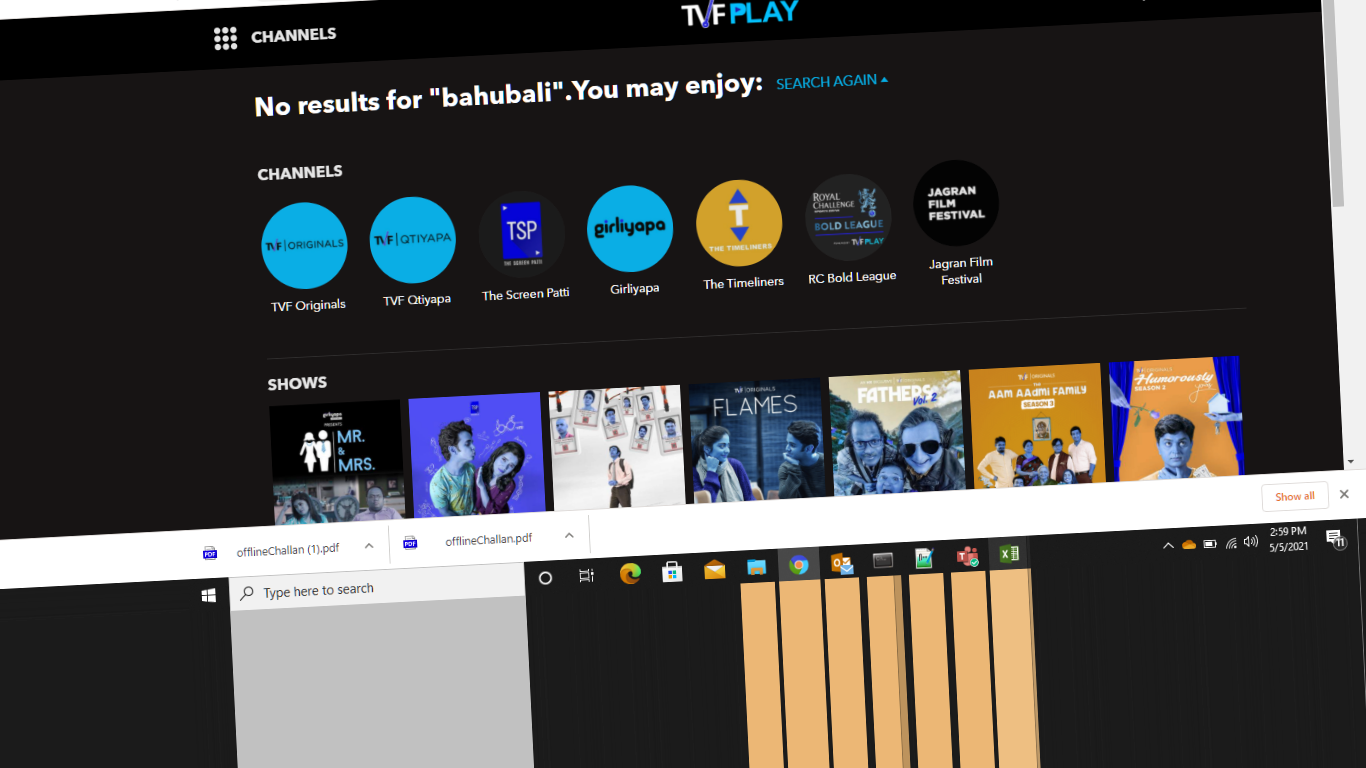 TVF PLAY
CHANNELS
No results for "bahubali".You may enjoy: SEARCH AGAIN
CHANNELS
TVF | ORIGINALS
TVF | QTIYAPA
TSP
THE SCREEN PATTI
girliyapa
T
THE TIMELINERS
ROYAL CHALLENGE
BOLD LEAGUE
TVF PLAY
JAGRAN
FILM
FESTIVAL
TVF Originals
TVF Qtiyapa
The Screen Patti
Girliyapa
The Timeliners
RC Bold League
Jagran Film
Festival
SHOWS
girliyapa
PRESENTS
MR.
&
MRS.
TSP
TVF ORIGINALS
FLAMES
FATHERS
Vol. 2
TVF ORIGINALS
THE
AAM AADMI FAMILY
SEASON 3
TVF ORIGINALS
Humorously
yours
SEASON 2
offlineChallan (1).pdf
offlineChallan.pdf
Show all
Type here to search
2:59 PM
5/5/2021
11